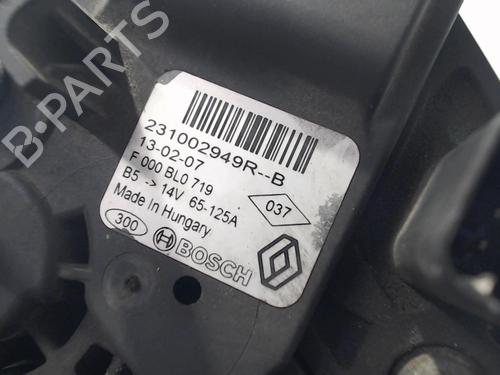 B-PARTS
231002949R--B
13-02-07
F 000 BL0 719
B5 -> 14V 65-125A
Made in Hungary
037
300
BOSCH